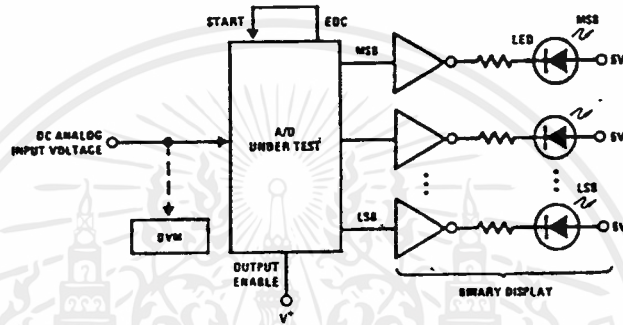 START
EOC
MSB
LED
MSB
5V
DC ANALOG
INPUT VOLTAGE
A/D
UNDER TEST
5V
LSB
LSB
5V
DVM
OUTPUT
ENABLE
V+
BINARY DISPLAY